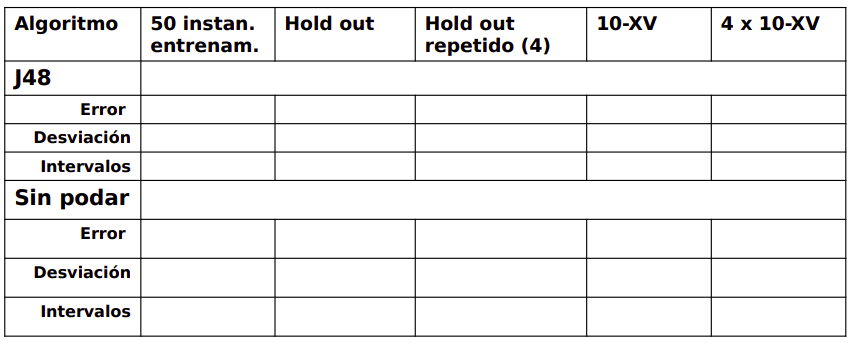 Algoritmo 50 instan. entrenam. Hold out Hold out repetido (4) 10-XV 4 x 10-XV
J48
Error
Desviación
Intervalos
Sin podar
Error
Desviación
Intervalos